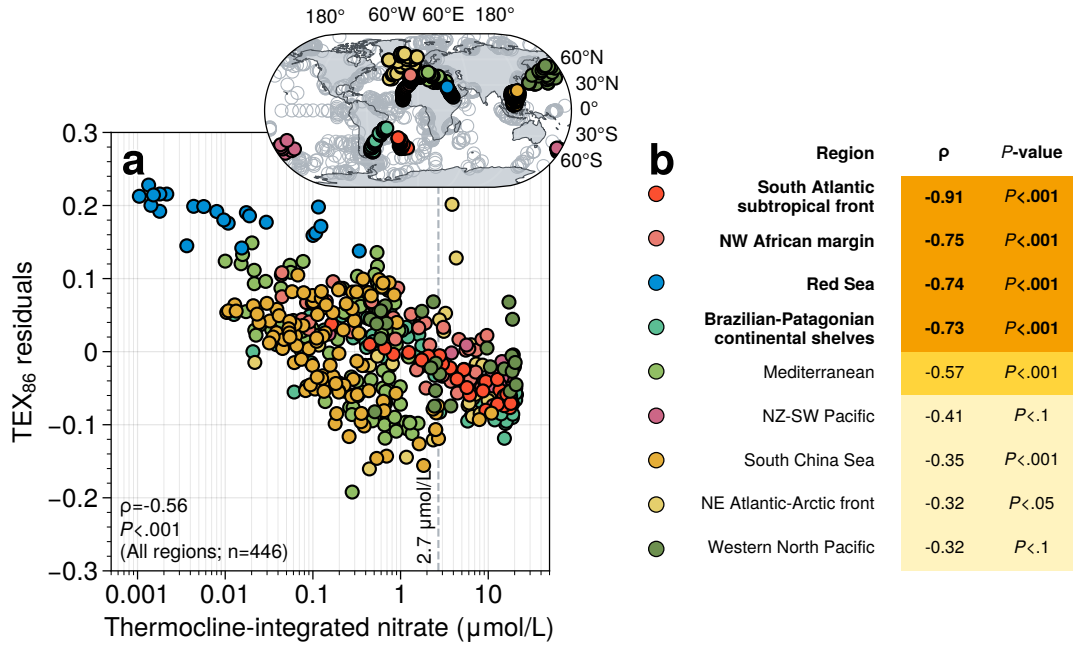 180° 60°W 60°E 180°
60°N
30°N
0°
30°S
60°S
a
0.3
0.2
0.1
0
−0.1
−0.2
−0.3
TEX86 residuals
ρ=-0.56
P<.001
(All regions; n=446)
2.7 μmol/L
0.001 0.01 0.1 1 10
Thermocline-integrated nitrate (μmol/L)
b
Region ρ P-value
South Atlantic
subtropical front -0.91 P<.001
NW African margin -0.75 P<.001
Red Sea -0.74 P<.001
Brazilian-Patagonian
continental shelves -0.73 P<.001
Mediterranean -0.57 P<.001
NZ-SW Pacific -0.41 P<.1
South China Sea -0.35 P<.001
NE Atlantic-Arctic front -0.32 P<.05
Western North Pacific -0.32 P<.1